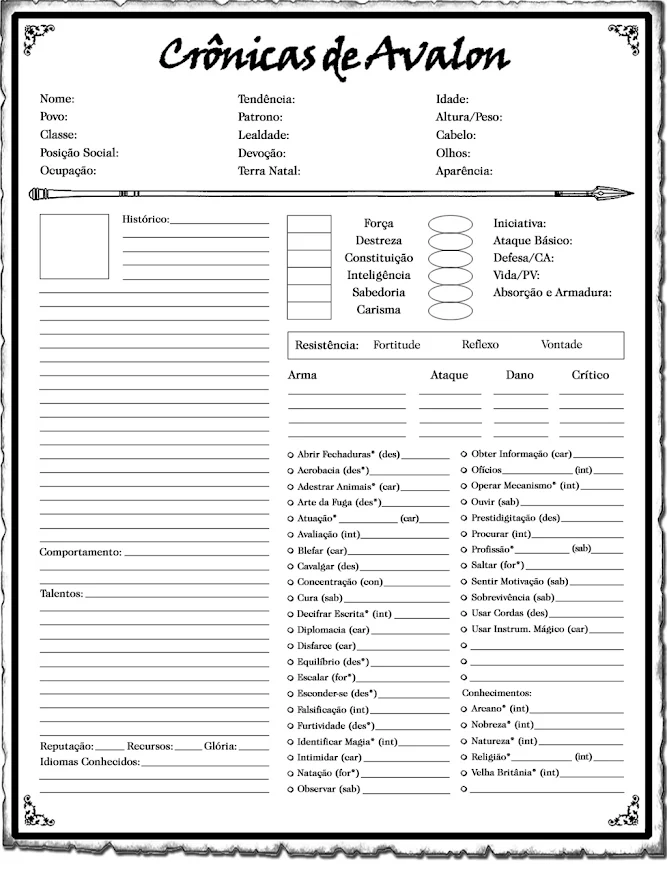 Crônicas de Avalon
Nome: Tendência: Idade:
Povo: Patrono: Altura/Peso:
Classe: Lealdade: Cabelo:
Posição Social: Devoção: Olhos:
Ocupação: Terra Natal: Aparência:
Histórico:
Comportamento:
Talentos:
Reputação: Recursos: Glória:
Idiomas Conhecidos:
Força
Destreza
Constituição
Inteligência
Sabedoria
Carisma
Iniciativa:
Ataque Básico:
Defesa/CA:
Vida/PV:
Absorção e Armadura:
Resistência: Fortitude Reflexo Vontade
Arma Ataque Dano Crítico
Abrir Fechaduras* (des)
Acrobacia (des*)
Adestrar Animais* (car)
Arte da Fuga (des*)
Atuação* (car)
Avaliação (int)
Blefar (car)
Cavalgar (des)
Concentração (con)
Cura (sab)
Decifrar Escrita* (int)
Diplomacia (car)
Disfarce (car)
Equilíbrio (des*)
Escalar (for*)
Esconder-se (des*)
Falsificação (int)
Furtividade (des*)
Identificar Magia* (int)
Intimidar (car)
Natação (for*)
Observar (sab)
Obter Informação (car)
Ofícios (int)
Operar Mecanismo* (int)
Ouvir (sab)
Prestidigitação (des)
Procurar (int)
Profissão* (sab)
Saltar (for*)
Sentir Motivação (sab)
Sobrevivência (sab)
Usar Cordas (des)
Usar Instrum. Mágico (car)
Conhecimentos:
Arcano* (int)
Nobreza* (int)
Natureza* (int)
Religião* (int)
Velha Britânia* (int)